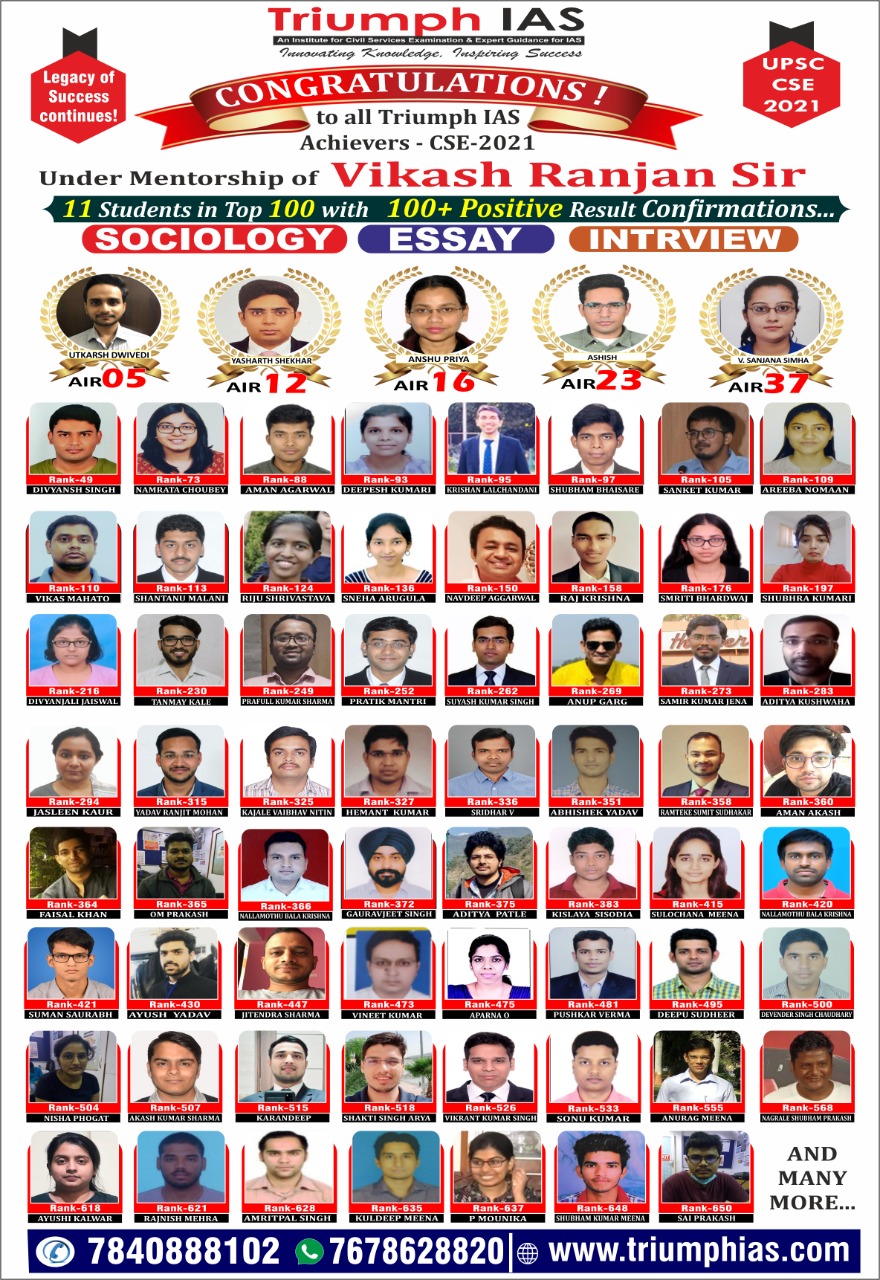 Triumph IAS
An Institute for Civil Services Examination & Expert Guidance for IAS
Innovating Knowledge, Inspiring Success
Legacy of
Success
continues!
UPSC
CSE
2021
CONGRATULATIONS !
to all Triumph IAS
Achievers - CSE-2021
Under Mentorship of Vikash Ranjan Sir
11 Students in Top 100 with 100+ Positive Result Confirmations...
SOCIOLOGY ESSAY INTRVIEW
UTKARSH DWIVEDI YASHARTH SHEKHAR ANSHU PRIYA ASHISH V. SANJANA SIMHA
AIR 05 AIR 12 AIR 16 AIR 23 AIR 37
Rank-49 Rank-73 Rank-88 Rank-93 Rank-95 Rank-97 Rank-105 Rank-109
DIVYANSH SINGH NAMRATA CHOUBEY AMAN AGARWAL DEEPESH KUMARI KRISHAN LALCHANDANI SHUBHAM BHAISARE SANKET KUMAR AREEBA NOMAAN
Rank-110 Rank-113 Rank-124 Rank-136 Rank-150 Rank-158 Rank-176 Rank-197
VIKAS MAHATO SHANTANU MALANI RIJU SHRIVASTAVA SNEHA ARUGULA NAVDEEP AGGARWAL RAJ KRISHNA SMRITI BHARDWAJ SHUBHRA KUMARI
Rank-216 Rank-230 Rank-249 Rank-252 Rank-262 Rank-269 Rank-273 Rank-283
DIVYANJALI JAISWAL TANMAY KALE PRAFULL KUMAR SHARMA PRATIK MANTRI SUYASH KUMAR SINGH ANUP GARG SAMIR KUMAR JENA ADITYA KUSHWAHA
Rank-294 Rank-315 Rank-325 Rank-327 Rank-336 Rank-351 Rank-358 Rank-360
JASLEEN KAUR YADAV RANJIT MOHAN KAJALE VAIBHAV NITIN HEMANT KUMAR SRIDHAR V ABHISHEK YADAV RAMTEKE SUMIT SUDHAKAR AMAN AKASH
Rank-364 Rank-365 Rank-366 Rank-372 Rank-375 Rank-383 Rank-415 Rank-420
FAISAL KHAN OM PRAKASH NALLAMOTHU BALA KRISHNA GAURAVJEET SINGH ADITYA PATLE KISLAYA SISODIA SULOCHANA MEENA NALLAMOTHU BALA KRISHNA
Rank-421 Rank-430 Rank-447 Rank-473 Rank-475 Rank-481 Rank-495 Rank-500
SUMAN SAURABH AYUSH YADAV JITENDRA SHARMA VINEET KUMAR APARNA O PUSHKAR VERMA DEEPU SUDHEER DEVENDER SINGH CHAUDHARY
Rank-504 Rank-507 Rank-515 Rank-518 Rank-526 Rank-533 Rank-555 Rank-568
NISHA PHOGAT AKASH KUMAR SHARMA KARANDEEP SHAKTI SINGH ARYA VIKRANT KUMAR SINGH SONU KUMAR ANURAG MEENA NAGRALE SHUBHAM PRAKASH
Rank-618 Rank-621 Rank-628 Rank-635 Rank-637 Rank-648 Rank-650
AYUSHI KALWAR RAJNISH MEHRA AMRITPAL SINGH KULDEEP MEENA P MOUNIKA SHUBHAM KUMAR MEENA SAI PRAKASH
AND
MANY
MORE...
7840888102 7678628820 www.triumphias.com